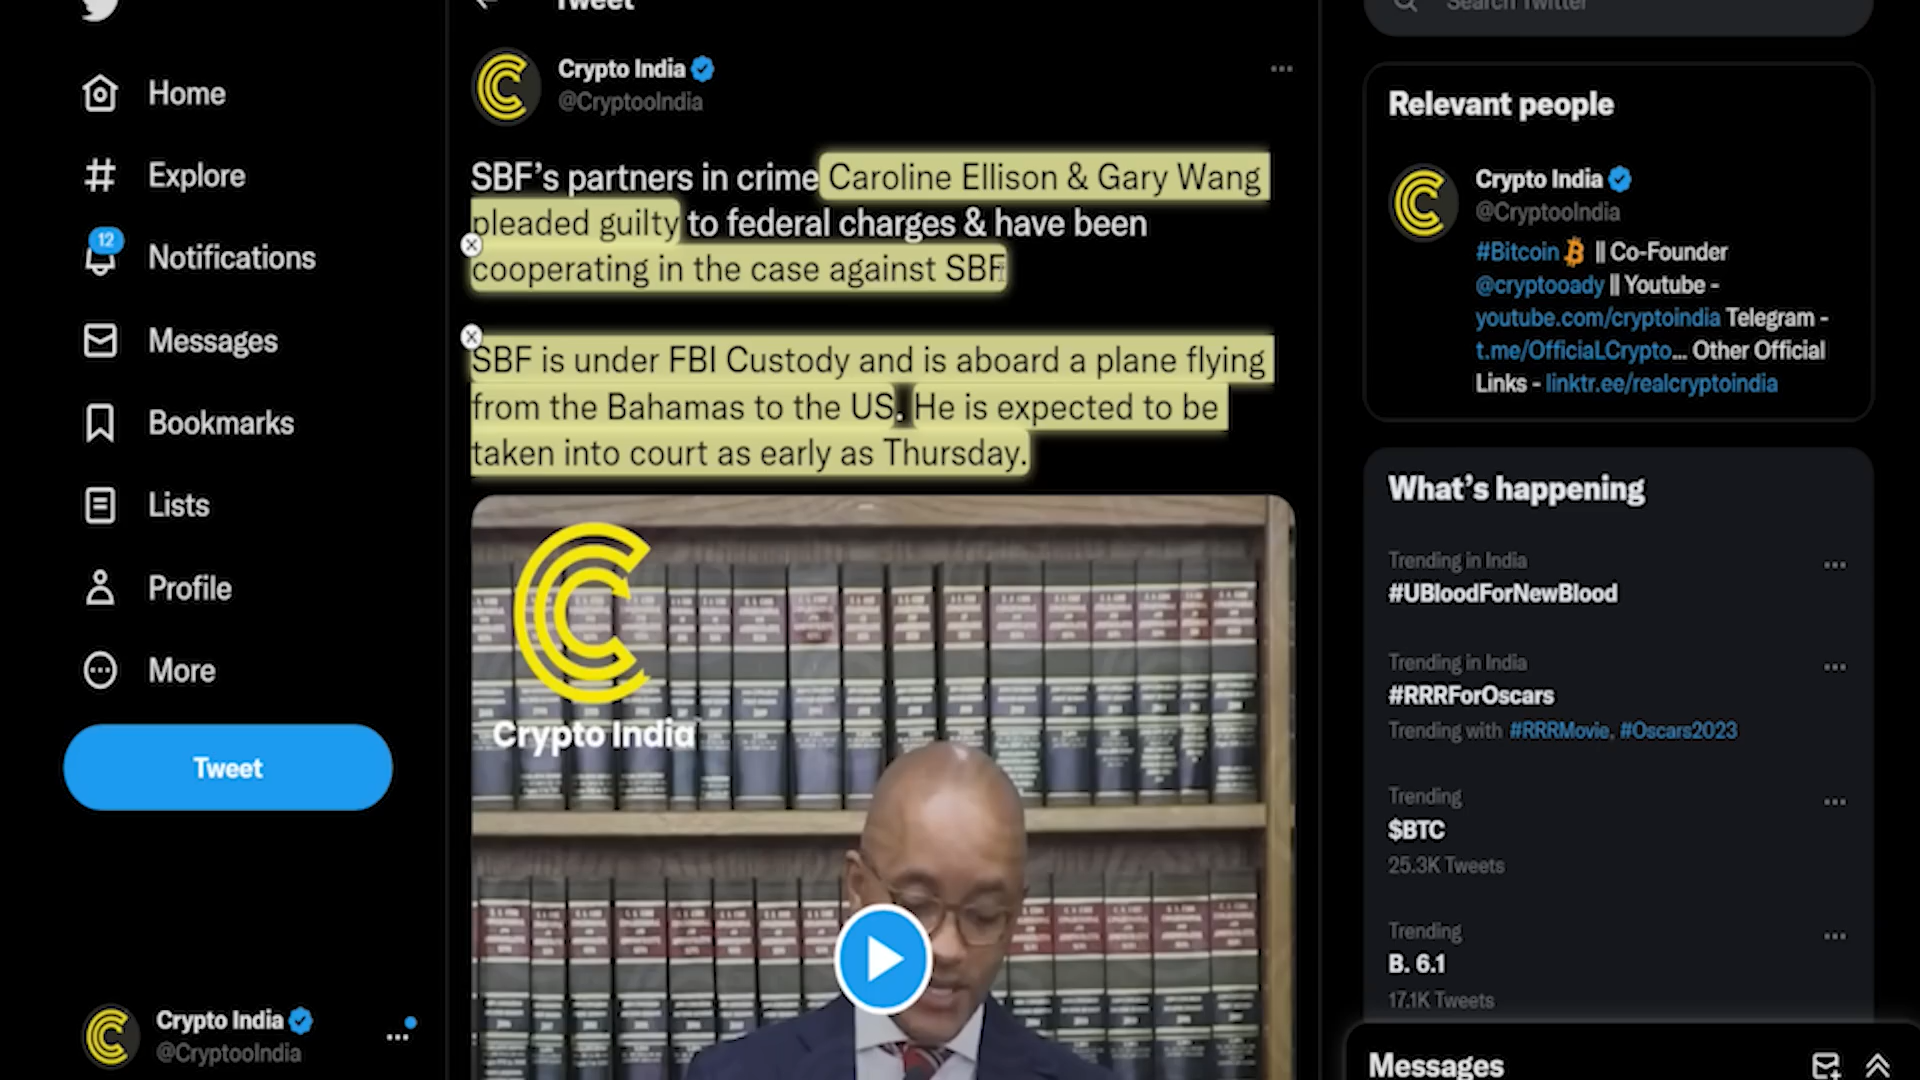 Tweet
Search Twitter
Home
Explore
12
Notifications
Messages
Bookmarks
Lists
Profile
More
Tweet
Crypto India
@CryptooIndia
Crypto India
@CryptooIndia
SBF's partners in crime Caroline Ellison & Gary Wang
pleaded guilty to federal charges & have been
cooperating in the case against SBF
SBF is under FBI Custody and is aboard a plane flying
from the Bahamas to the US. He is expected to be
taken into court as early as Thursday.
Crypto India
Relevant people
Crypto India
@CryptooIndia
#Bitcoin || Co-Founder
@cryptooady || Youtube -
youtube.com/cryptoindia Telegram -
t.me/OfficiaLCrypto... Other Official
Links - linktr.ee/realcryptoindia
What's happening
Trending in India
#UBloodForNewBlood
Trending in India
#RRRForOscars
Trending with #RRRMovie, #Oscars2023
Trending
$BTC
25.3K Tweets
Trending
B. 6.1
17.1K Tweets
Messages